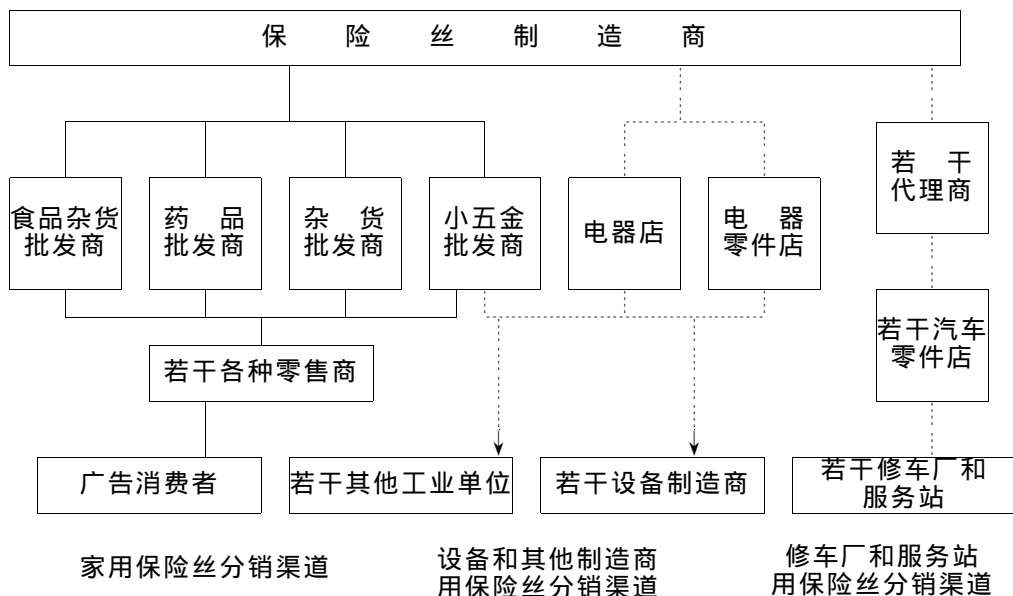 保险丝制造商
若干
代理商
食品杂货
批发商
药品
批发商
杂货
批发商
小五金
批发商
电器店
电器
零件店
若干汽车
零件店
若干各种零售商
广告消费者
若干其他工业单位
若干设备制造商
若干修车厂和
服务站
家用保险丝分销渠道
设备和其他制造商
用保险丝分销渠道
修车厂和服务站
用保险丝分销渠道